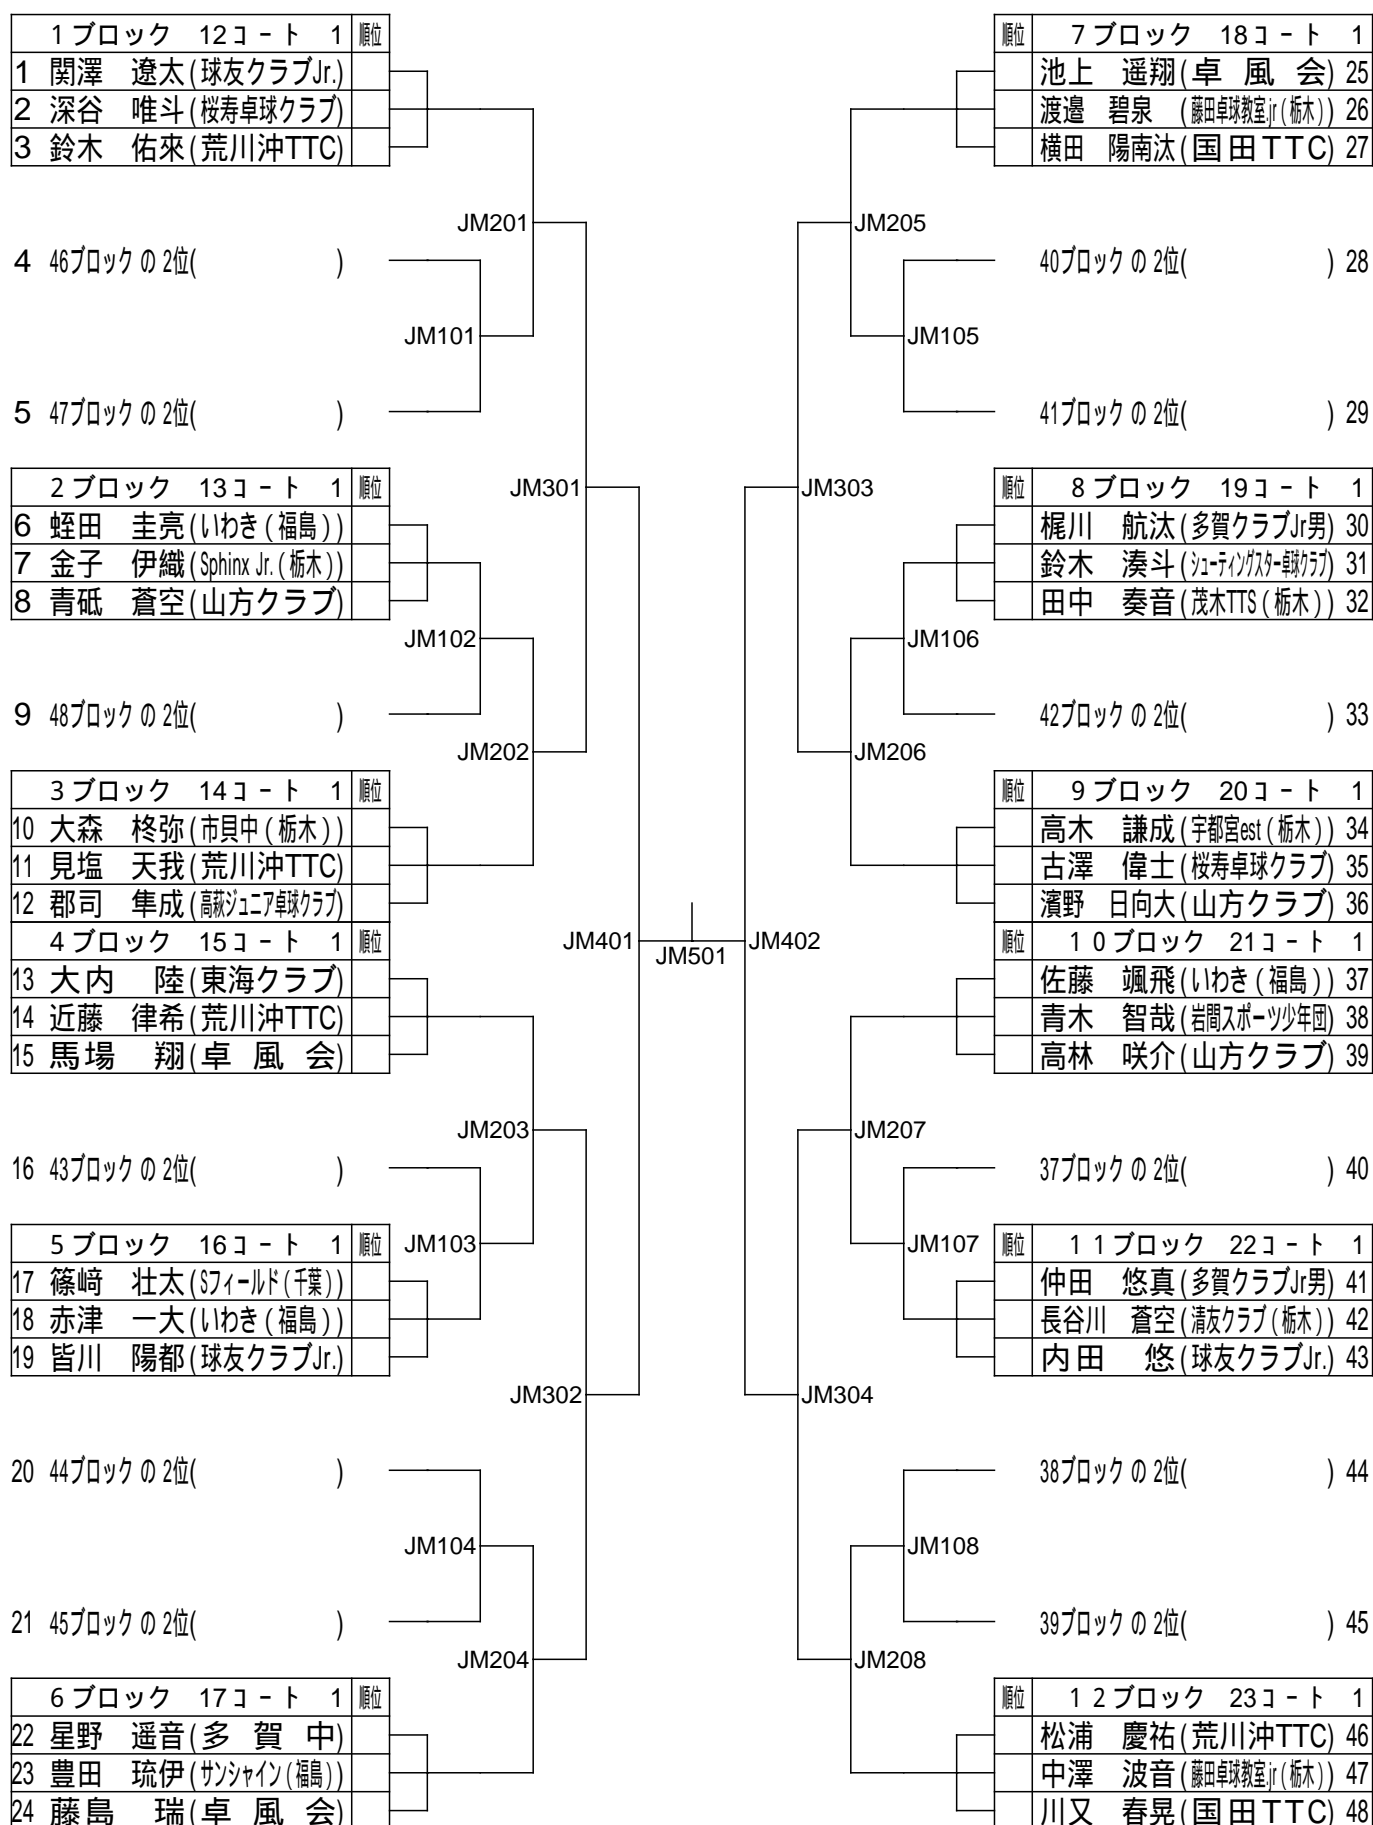 1 ブロック 12コート 1 順位
1 関澤 遼太(球友クラブJr.)
2 深谷 唯斗(桜寿卓球クラブ)
3 鈴木 佑來(荒川沖TTC)
JM201
4 46ブロック の 2位( )
JM101
5 47ブロック の 2位( )
2 ブロック 13コート 1 順位
JM301
6 蛭田 圭亮(いわき(福島))
7 金子 伊織(Sphinx Jr.(栃木))
8 青砥 蒼空(山方クラブ)
JM102
9 48ブロック の 2位( )
JM202
3 ブロック 14コート 1 順位
10 大森 柊弥(市貝中(栃木))
11 見塩 天我(荒川沖TTC)
12 郡司 隼成(高萩ジュニア卓球クラブ)
4 ブロック 15コート 1 順位
JM401
JM501
13 大内 陸(東海クラブ)
14 近藤 律希(荒川沖TTC)
15 馬場 翔(卓 風 会)
JM203
16 43ブロック の 2位( )
5 ブロック 16コート 1 順位
JM103
17 篠﨑 壮太(Sフィールド(千葉))
18 赤津 一大(いわき(福島))
19 皆川 陽都(球友クラブJr.)
JM302
20 44ブロック の 2位( )
JM104
21 45ブロック の 2位( )
JM204
6 ブロック 17コート 1 順位
22 星野 遥音(多 賀 中)
23 豊田 琉伊(サンシャイン(福島))
24 藤島 瑞(卓 風 会)
順位 7 ブロック 18コート 1
池上 遥翔(卓 風 会) 25
渡邉 碧泉 (藤田卓球教室jr(栃木)) 26
横田 陽南汰(国田TTC) 27
JM205
40ブロック の 2位( ) 28
JM105
41ブロック の 2位( ) 29
JM303
順位 8 ブロック 19コート 1
梶川 航汰(多賀クラブJr男) 30
鈴木 湊斗(シューティングスター卓球クラブ) 31
田中 奏音(茂木TTS(栃木)) 32
JM106
42ブロック の 2位( ) 33
JM206
順位 9 ブロック 20コート 1
高木 謙成(宇都宮est(栃木)) 34
古澤 偉士(桜寿卓球クラブ) 35
濱野 日向大(山方クラブ) 36
JM402
順位 1 0 ブロック 21コート 1
佐藤 颯飛(いわき(福島)) 37
青木 智哉(岩間スポーツ少年団) 38
高林 咲介(山方クラブ) 39
JM207
37ブロック の 2位( ) 40
JM107
順位 1 1 ブロック 22コート 1
仲田 悠真(多賀クラブJr男) 41
長谷川 蒼空(清友クラブ(栃木)) 42
内田 悠(球友クラブJr.) 43
JM304
38ブロック の 2位( ) 44
JM108
39ブロック の 2位( ) 45
JM208
順位 1 2 ブロック 23コート 1
松浦 慶祐(荒川沖TTC) 46
中澤 波音(藤田卓球教室jr(栃木)) 47
川又 春晃(国田TTC) 48